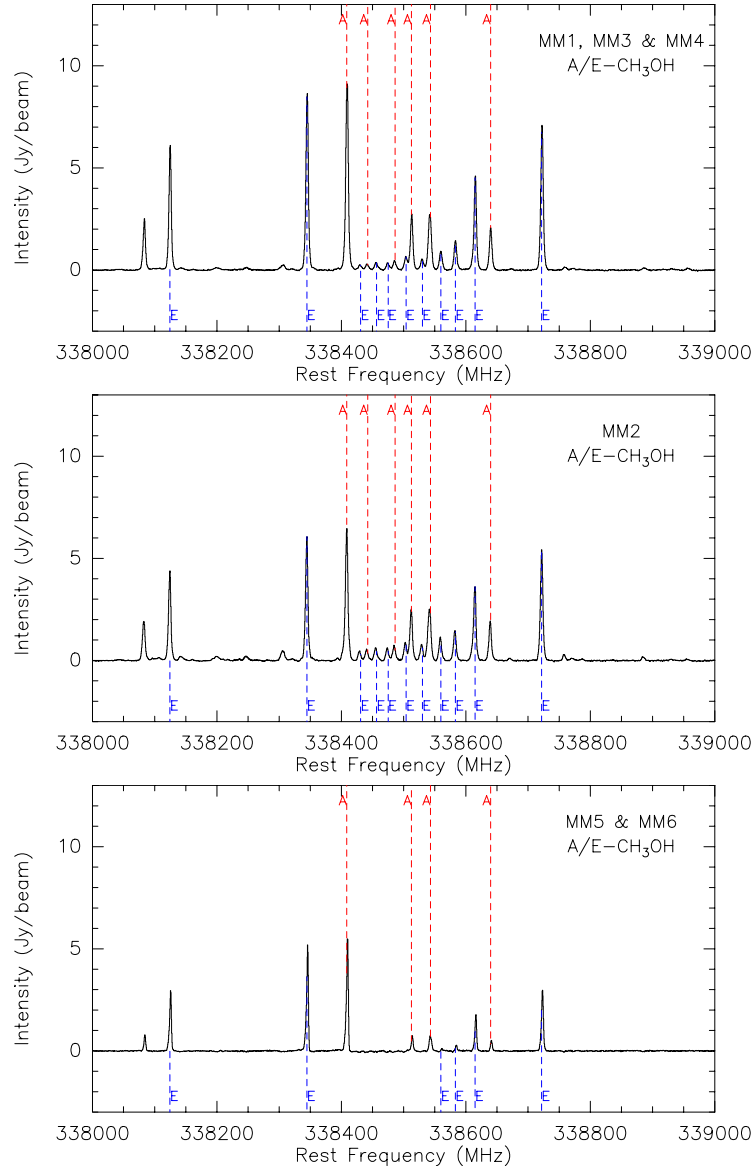 A A A A A A
MM1, MM3 & MM4
A/E-CH₃OH
10
5
0
Intensity (Jy/beam)
E E E E E E E E E E E
338000 338200 338400 338600 338800 339000
Rest Frequency (MHz)
A A A A A A
MM2
A/E-CH₃OH
10
5
0
Intensity (Jy/beam)
E E E E E E E E E E E
338000 338200 338400 338600 338800 339000
Rest Frequency (MHz)
A A A A
MM5 & MM6
A/E-CH₃OH
10
5
0
Intensity (Jy/beam)
E E E E E E
338000 338200 338400 338600 338800 339000
Rest Frequency (MHz)